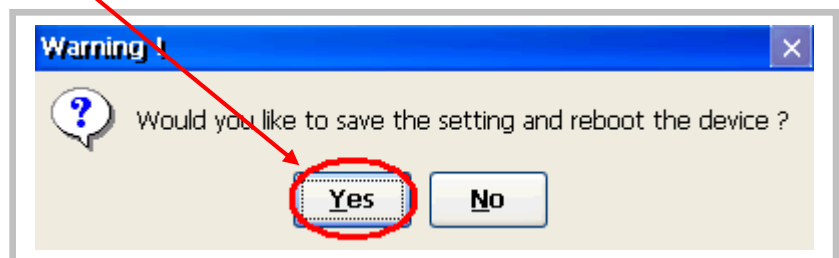 Warning !
Would you like to save the setting and reboot the device ?
Yes No